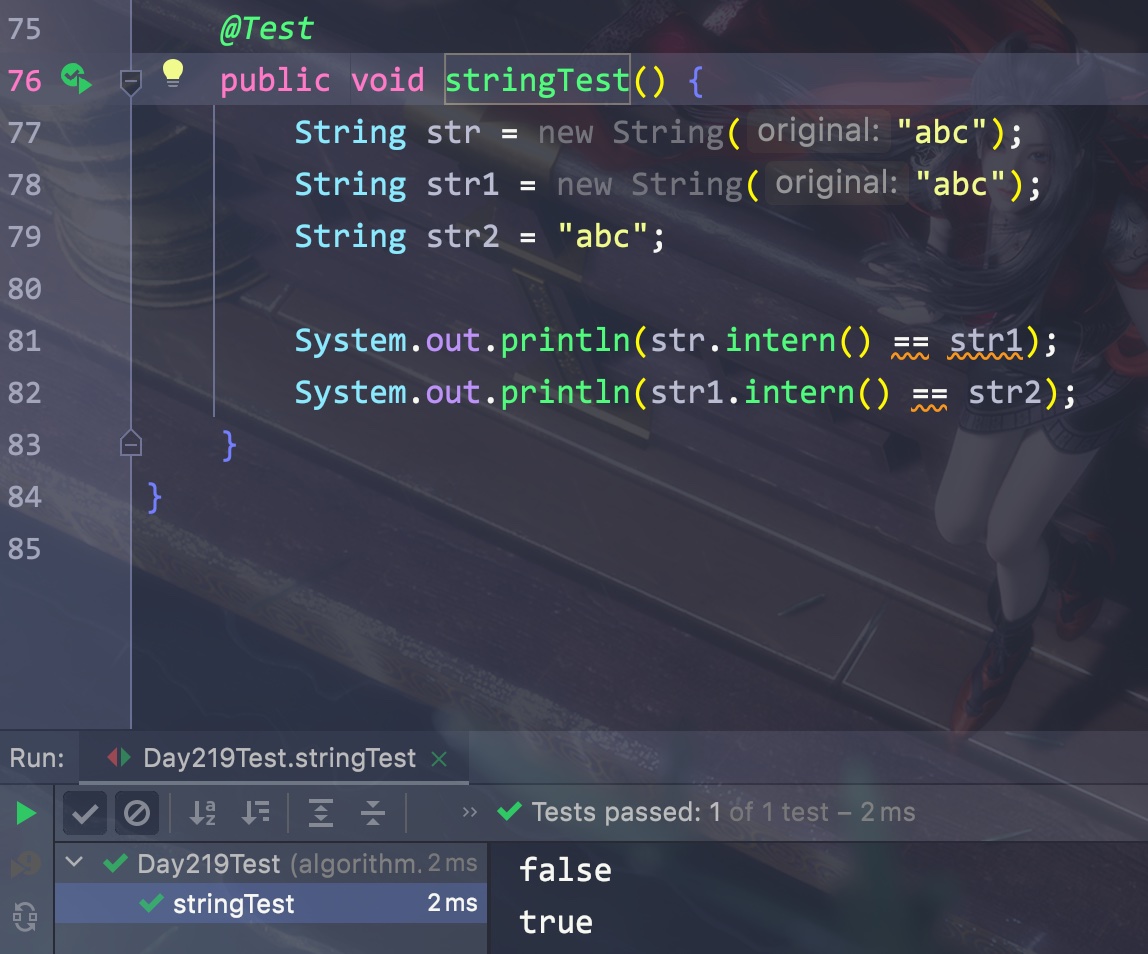 75 @Test
76 public void stringTest() {
77 String str = new String( original: "abc");
78 String str1 = new String( original: "abc");
79 String str2 = "abc";
80
81 System.out.println(str.intern() == str1);
82 System.out.println(str1.intern() == str2);
83 }
84 }
85
Run: Day219Test.stringTest ×
>> Tests passed: 1 of 1 test – 2 ms
Day219Test (algorithm. 2 ms
stringTest 2 ms
false
true